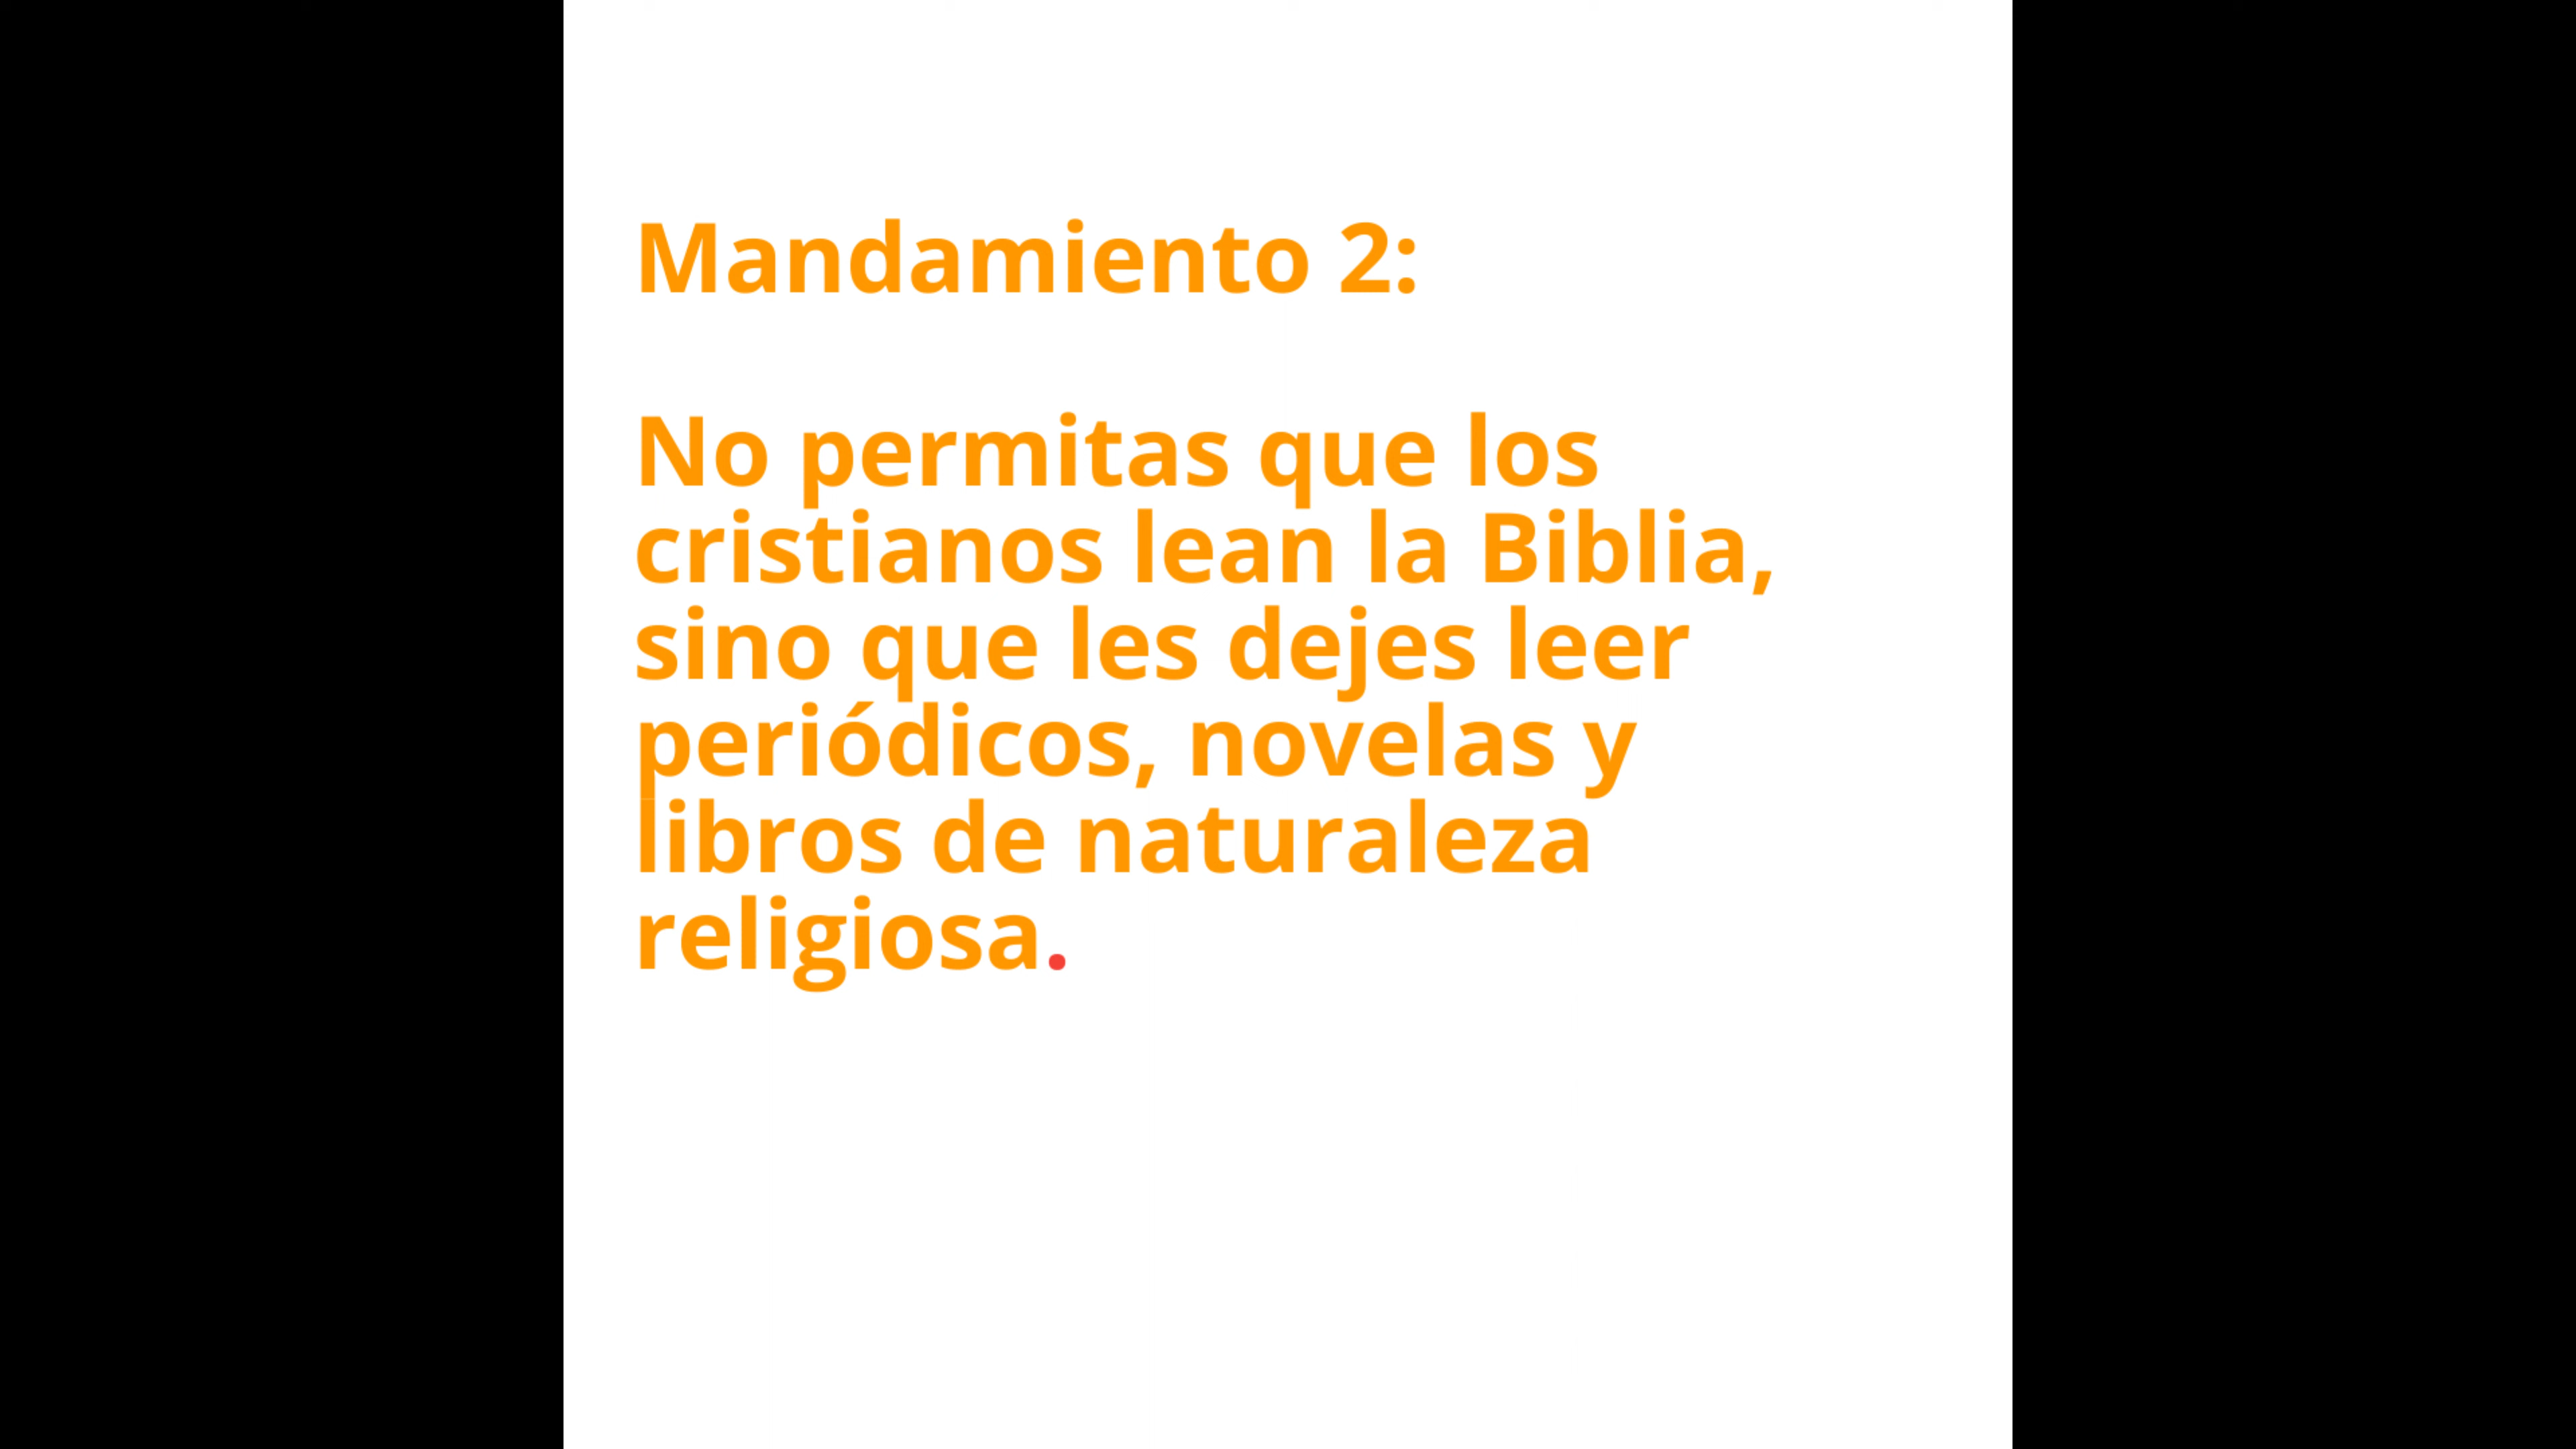 Mandamiento 2:
No permitas que los
cristianos lean la Biblia,
sino que les dejes leer
periódicos, novelas y
libros de naturaleza
religiosa.